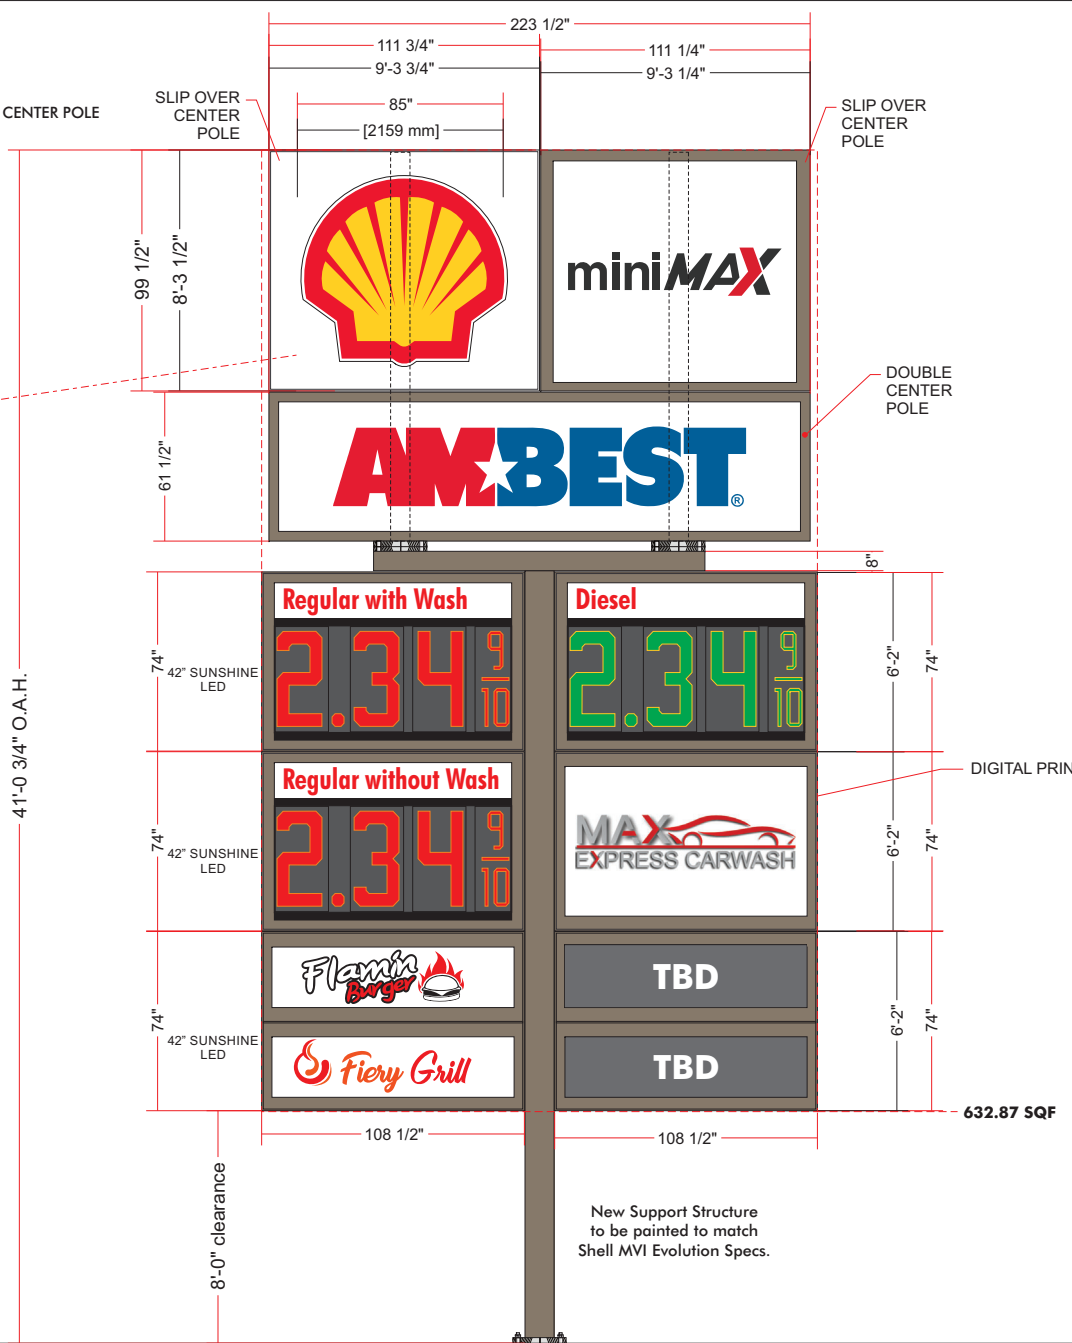 223 1/2"
111 3/4"
111 1/4"
9'-3 3/4"
9'-3 1/4"
CENTER POLE
SLIP OVER
CENTER
POLE
85"
[2159 mm]
SLIP OVER
CENTER
POLE
99 1/2"
8'-3 1/2"
miniMAX
DOUBLE
CENTER
POLE
61 1/2"
AMBEST®
8"
41'-0 3/4" O.A.H.
Regular with Wash
Diesel
74"
42" SUNSHINE
LED
2.34 9/10
2.34 9/10
6'-2"
74"
Regular without Wash
DIGITAL PRIN
74"
42" SUNSHINE
LED
2.34 9/10
MAX
EXPRESS CARWASH
6'-2"
74"
Flamin
Burger
TBD
74"
42" SUNSHINE
LED
6'-2"
74"
Fiery Grill
TBD
632.87 SQF
108 1/2"
108 1/2"
8'-0" clearance
New Support Structure
to be painted to match
Shell MVI Evolution Specs.